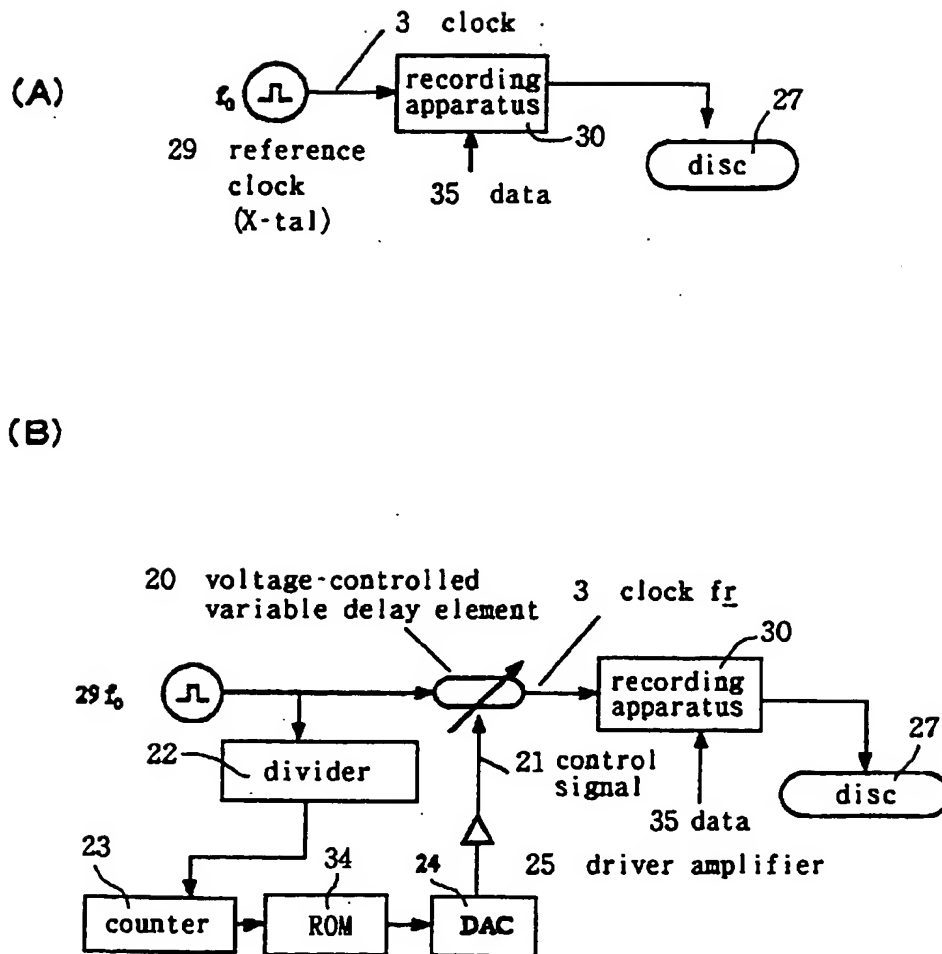 3 clock
(A)
f₀
recording
apparatus
30
27
disc
29 reference
clock
(X-tal)
35 data
(B)
20 voltage-controlled
variable delay element
3 clock fr
30
29 f₀
recording
apparatus
22
divider
21 control
signal
27
disc
35 data
23
34
24
25 driver amplifier
counter
ROM
DAC